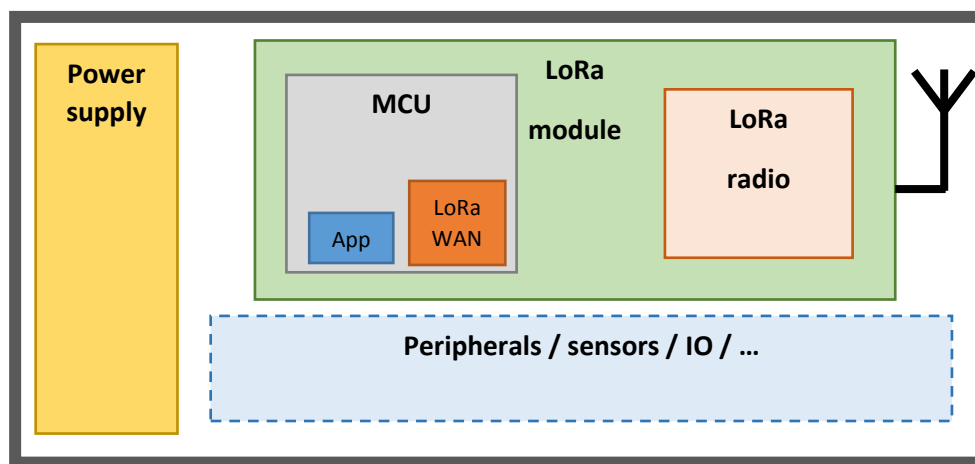 Power
supply
LoRa
module
MCU
App
LoRa
WAN
LoRa
radio
Peripherals / sensors / IO / …